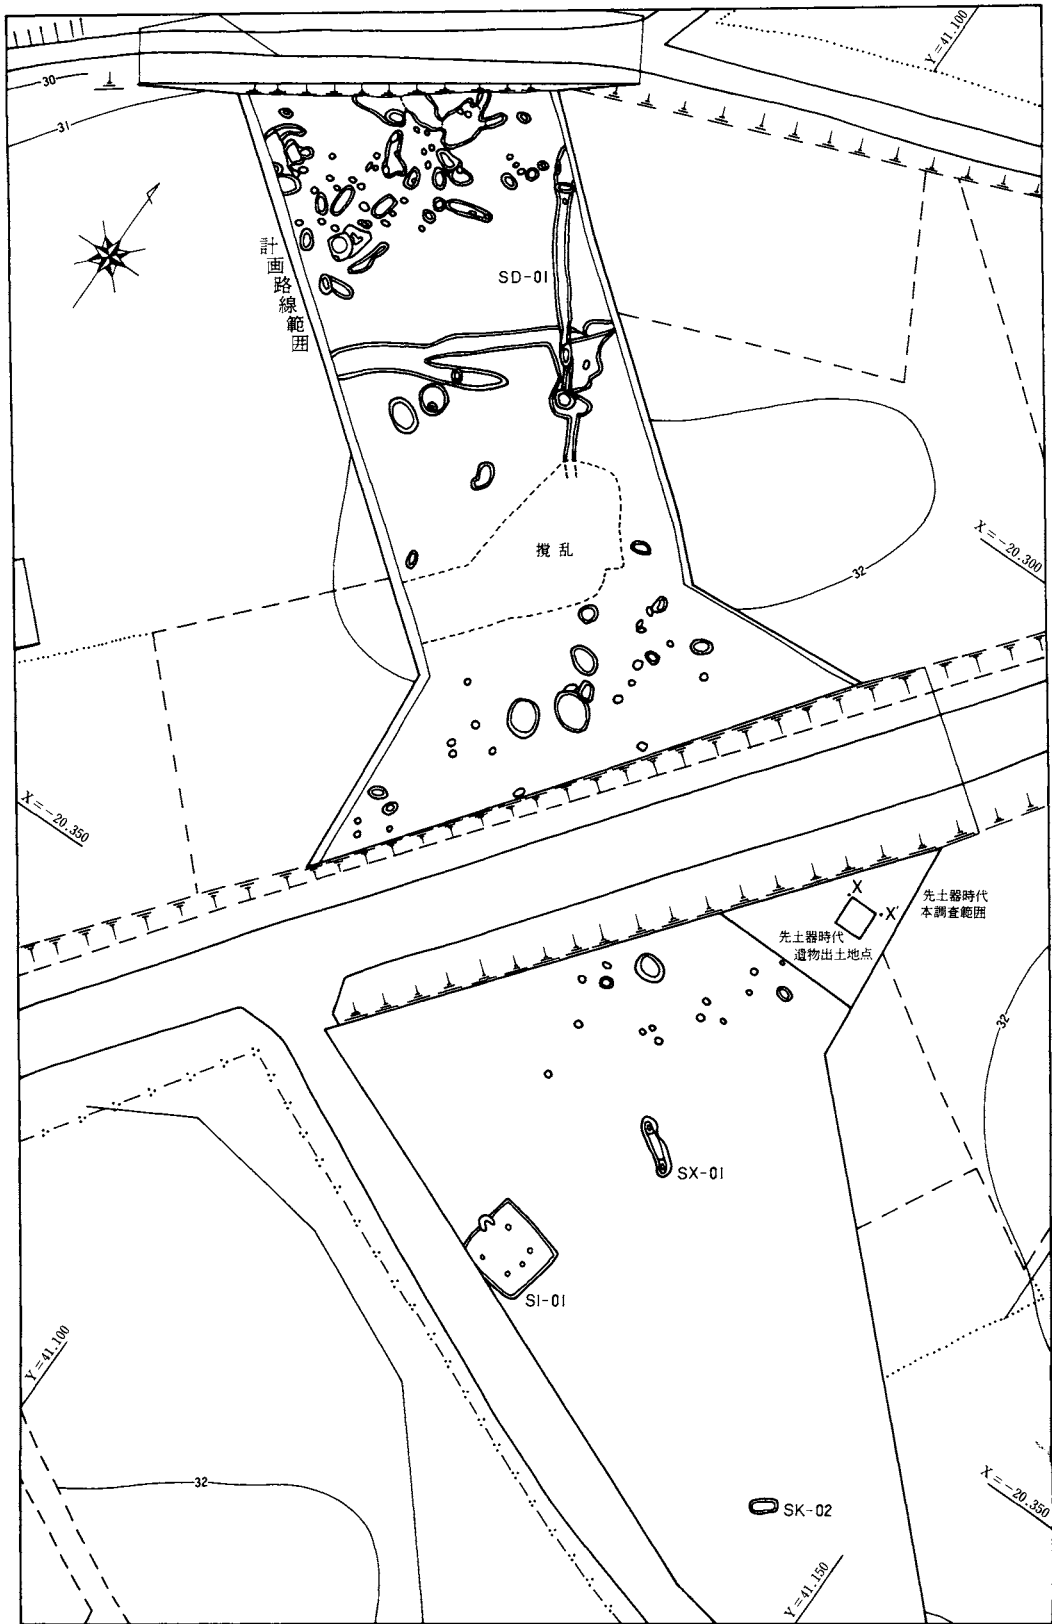 Y=41.100
30
31
計画路線範囲
SD-01
X=-20.300
攪乱
32
X=-20.350
X
X'
先土器時代
本調査範囲
先土器時代
遺物出土地点
32
SX-01
SI-01
Y=41.100
32
X=-20.350
SK-02
Y=41.150